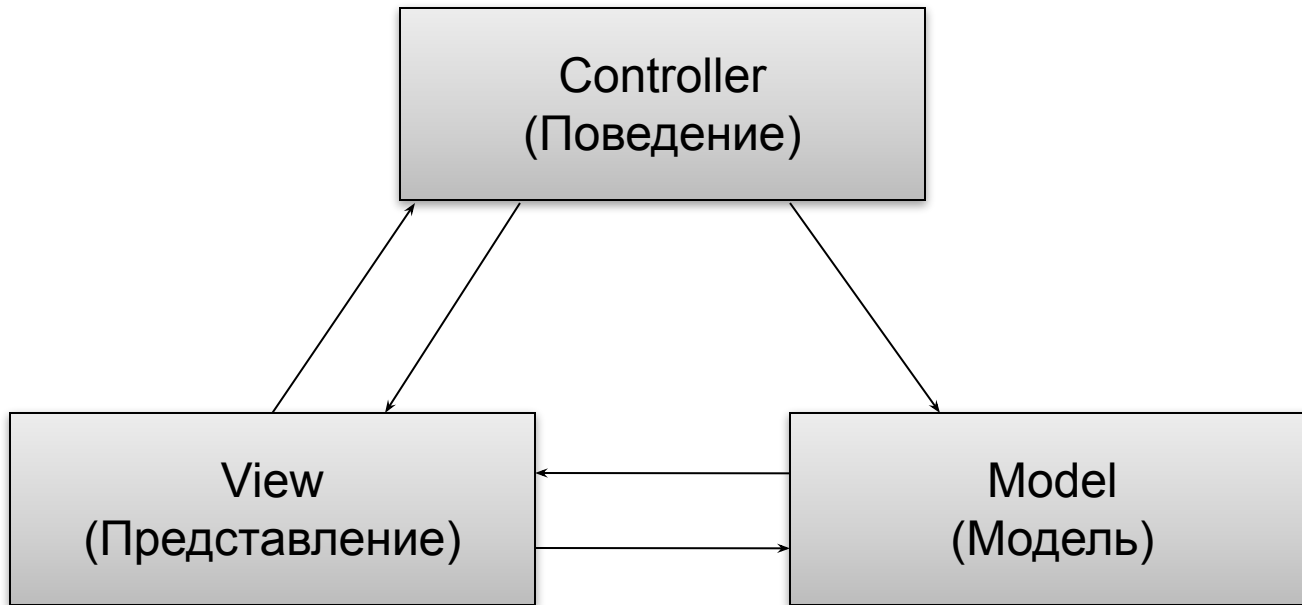 Controller
(Поведение)
View
(Представление)
Model
(Модель)